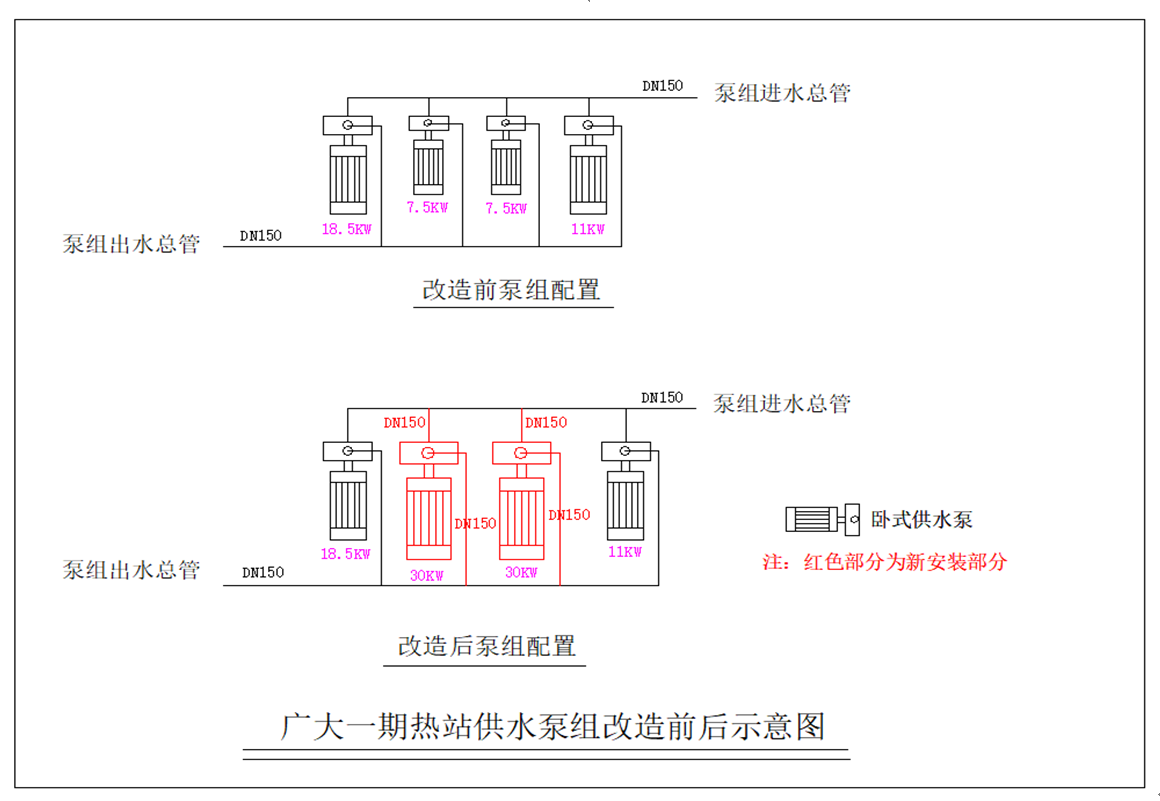 DN150 泵组进水总管
7.5KW 7.5KW
18.5KW 11KW
泵组出水总管 DN150
改造前泵组配置
DN150 泵组进水总管
DN150 DN150
DN150 DN150
卧式供水泵
18.5KW 11KW
注：红色部分为新安装部分
泵组出水总管 DN150 30KW 30KW
改造后泵组配置
广大一期热站供水泵组改造前后示意图